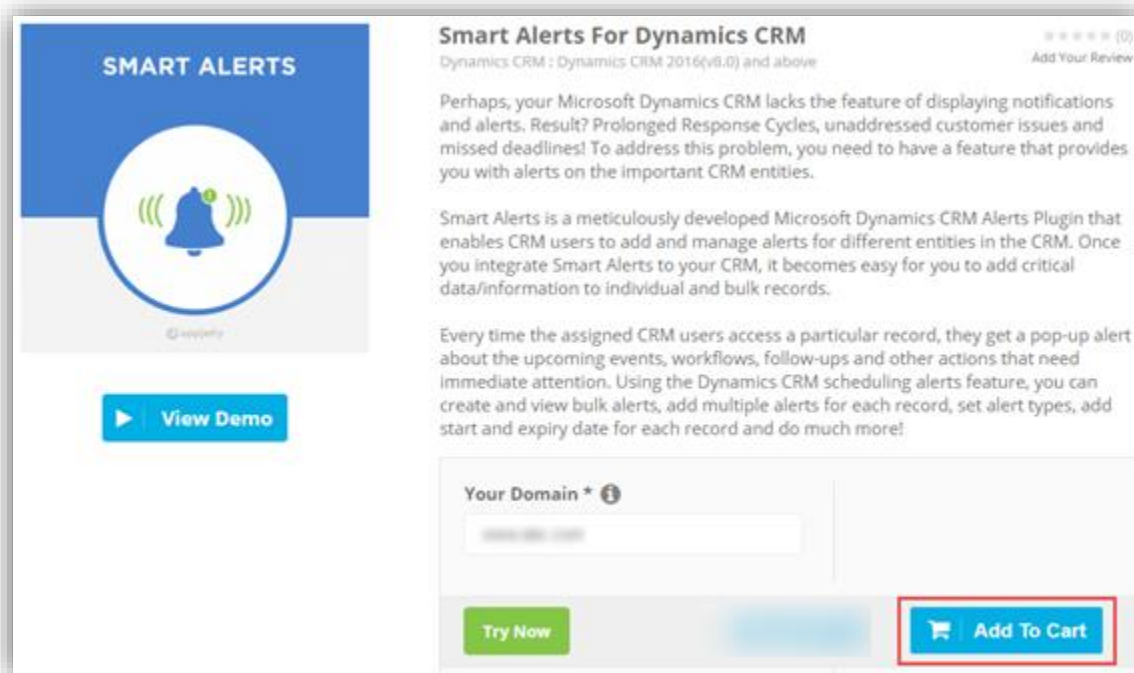 SMART ALERTS
View Demo
Smart Alerts For Dynamics CRM
(0)
Dynamics CRM : Dynamics CRM 2016(v8.0) and above
Add Your Review
Perhaps, your Microsoft Dynamics CRM lacks the feature of displaying notifications
and alerts. Result? Prolonged Response Cycles, unaddressed customer issues and
missed deadlines! To address this problem, you need to have a feature that provides
you with alerts on the important CRM entities.
Smart Alerts is a meticulously developed Microsoft Dynamics CRM Alerts Plugin that
enables CRM users to add and manage alerts for different entities in the CRM. Once
you integrate Smart Alerts to your CRM, it becomes easy for you to add critical
data/information to individual and bulk records.
Every time the assigned CRM users access a particular record, they get a pop-up alert
about the upcoming events, workflows, follow-ups and other actions that need
immediate attention. Using the Dynamics CRM scheduling alerts feature, you can
create and view bulk alerts, add multiple alerts for each record, set alert types, add
start and expiry date for each record and do much more!
Your Domain *
Try Now
Add To Cart